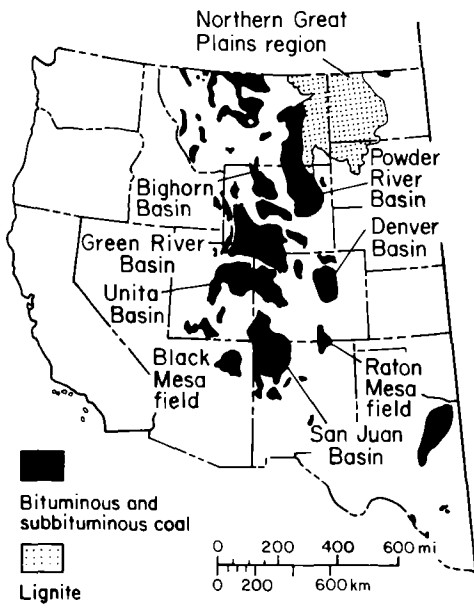 Northern Great
Plains region
Powder
River
Basin
Bighorn
Basin
Denver
Basin
Green River
Basin
Unita
Basin
Black
Mesa
field
Raton
Mesa
field
San Juan
Basin
Bituminous and
subbituminous coal
Lignite
0 200 400 600 mi
0 200 600 km